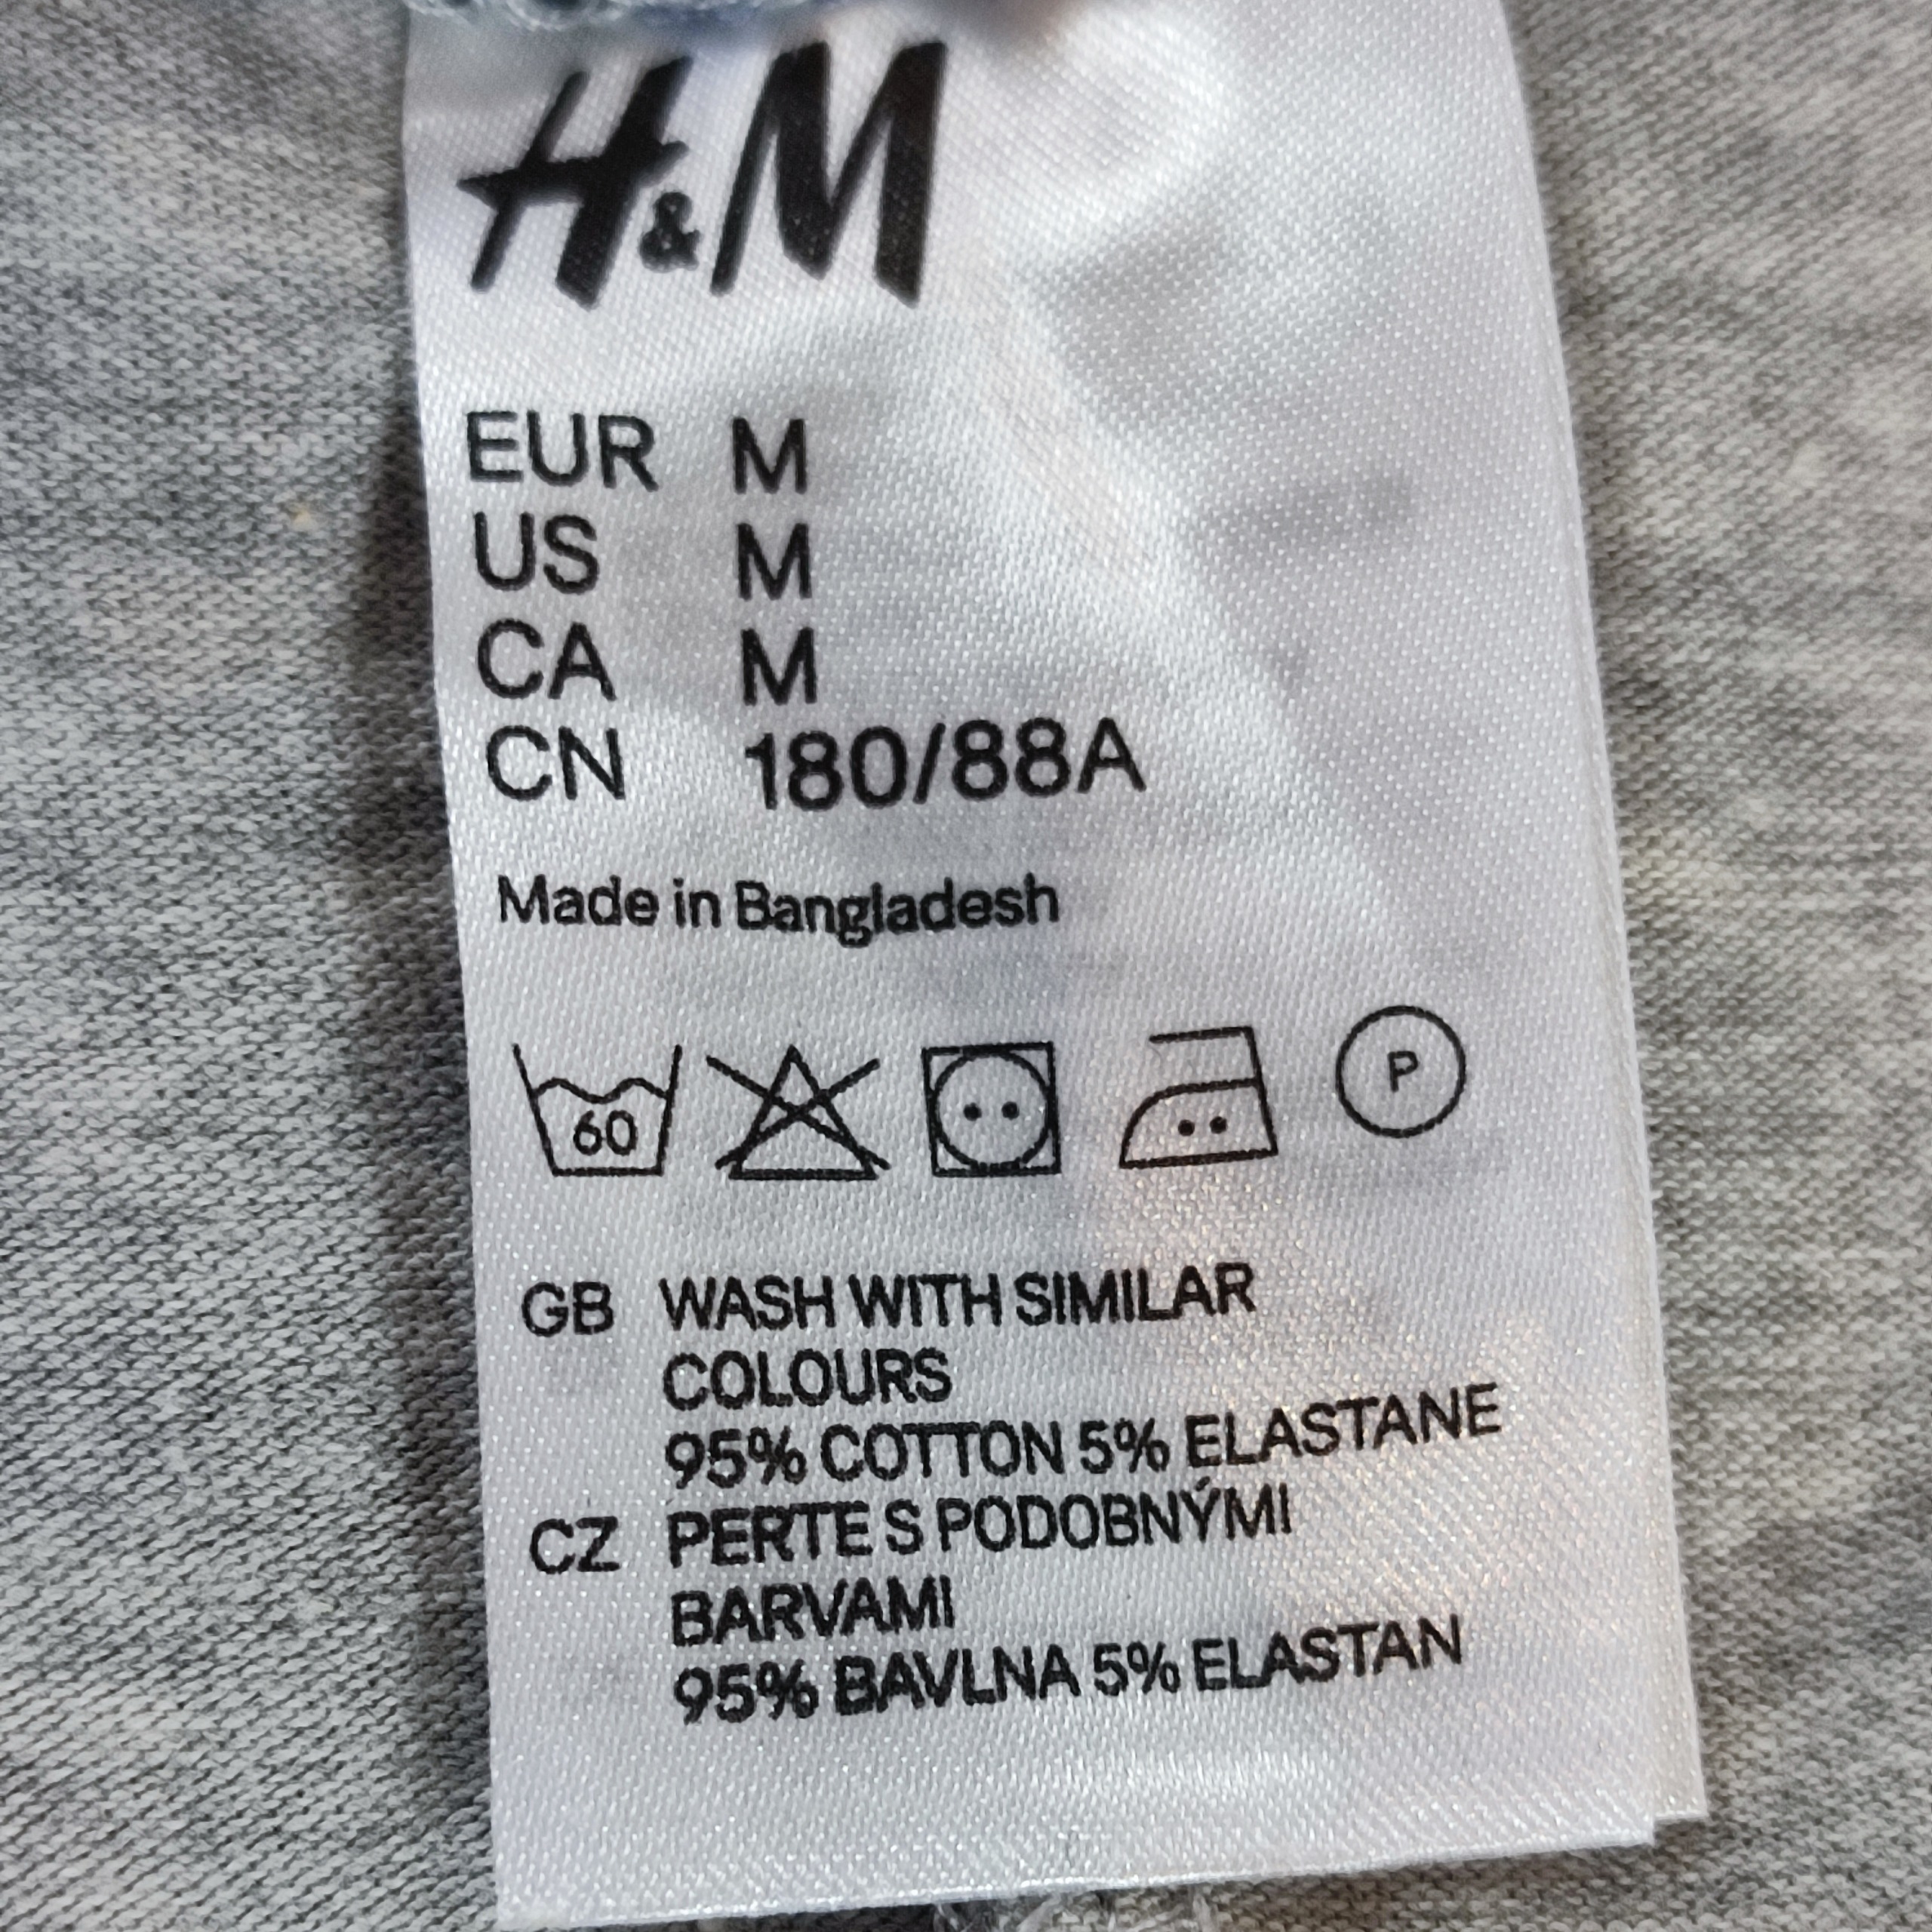 H&M
EUR M
US M
CA M
CN 180/88A
Made in Bangladesh
60 P
GB WASH WITH SIMILAR
COLOURS
95% COTTON 5% ELASTANE
CZ PERTE S PODOBNÝMI
BARVAMI
95% BAVLNA 5% ELASTAN